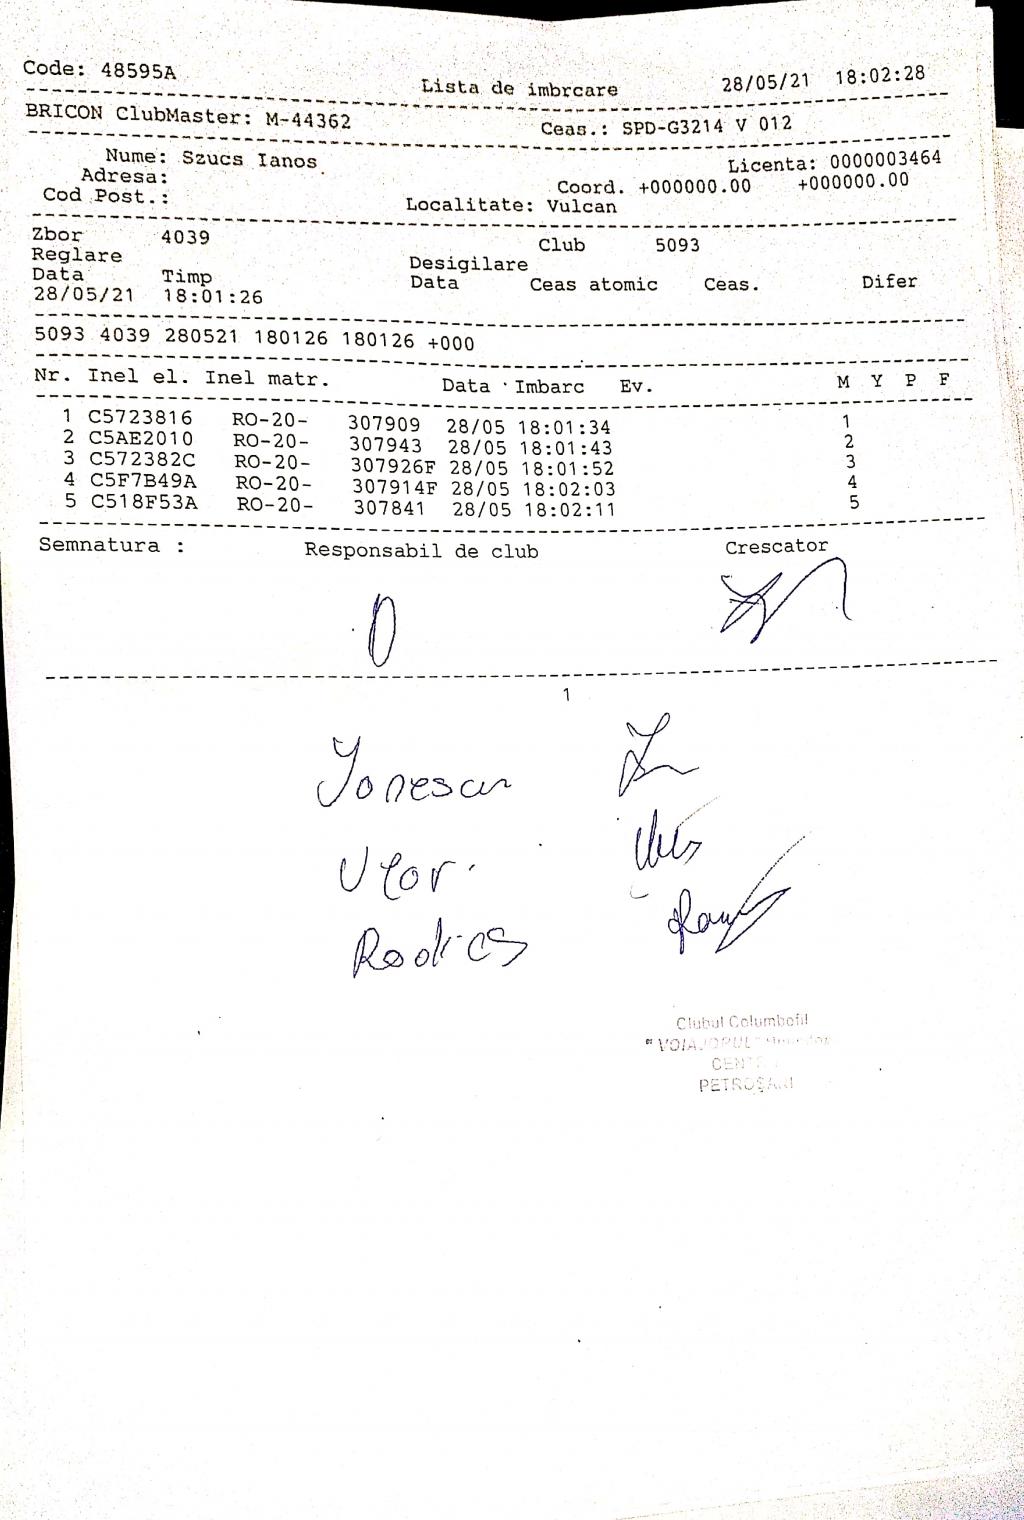 Code: 48595A Lista de imbrcare 28/05/21 18:02:28
BRICON ClubMaster: M-44362 Ceas.: SPD-G3214 V 012
Nume: Szucs Ianos Licenta: 0000003464
Adresa: Coord. +000000.00 +000000.00
Cod Post.: Localitate: Vulcan
Zbor 4039 Club 5093
Reglare Desigilare
Data Timp Data Ceas atomic Ceas. Difer
28/05/21 18:01:26
5093 4039 280521 180126 180126 +000
Nr. Inel el. Inel matr. Data Imbarc Ev. M Y P F
1 C5723816 RO-20- 307909 28/05 18:01:34 1
2 C5AE2010 RO-20- 307943 28/05 18:01:43 2
3 C572382C RO-20- 307926F 28/05 18:01:52 3
4 C5F7B49A RO-20- 307914F 28/05 18:02:03 4
5 C518F53A RO-20- 307841 28/05 18:02:11 5
Semnatura : Responsabil de club Crescator
1
Clubul Columbofil
"VOIAJORUL"
PETROŞANI